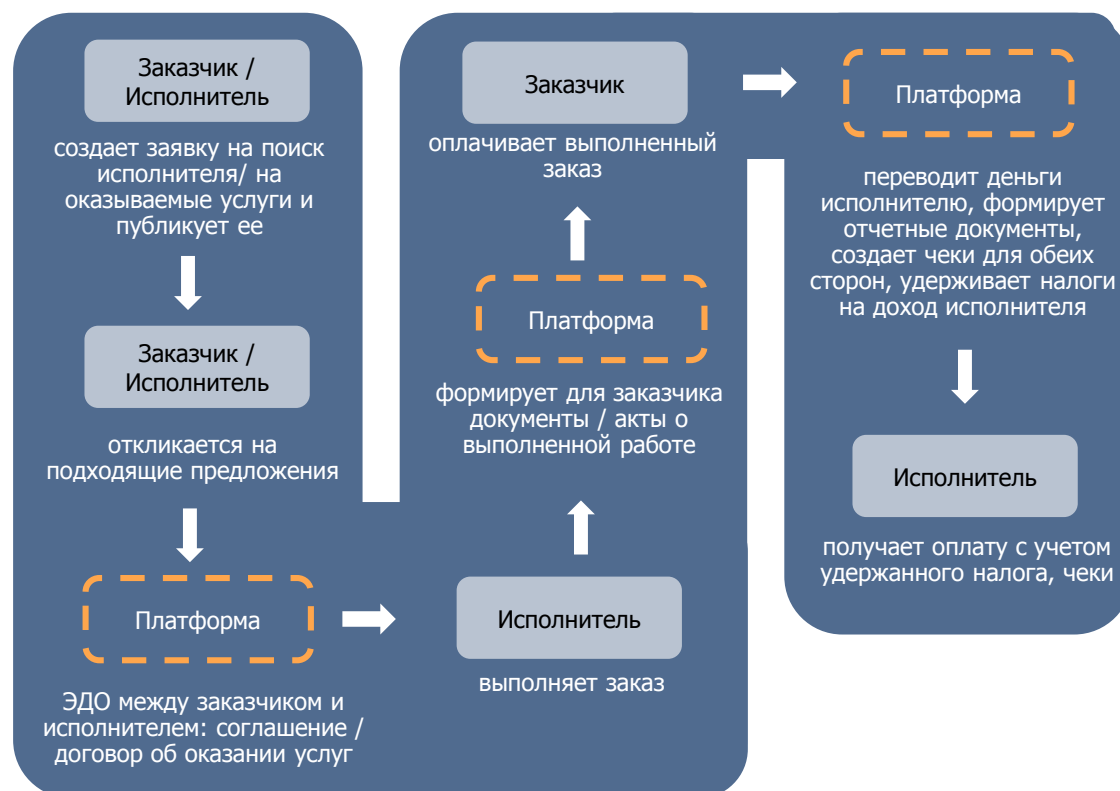 Заказчик /
Исполнитель
создает заявку на поиск
исполнителя/ на
оказываемые услуги и
публикует ее
Заказчик /
Исполнитель
откликается на
подходящие предложения
Платформа
ЭДО между заказчиком и
исполнителем: соглашение /
договор об оказании услуг
Исполнитель
выполняет заказ
Платформа
формирует для заказчика
документы / акты о
выполненной работе
Заказчик
оплачивает выполненный
заказ
Платформа
переводит деньги
исполнителю, формирует
отчетные документы,
создает чеки для обеих
сторон, удерживает налоги
на доход исполнителя
Исполнитель
получает оплату с учетом
удержанного налога, чеки